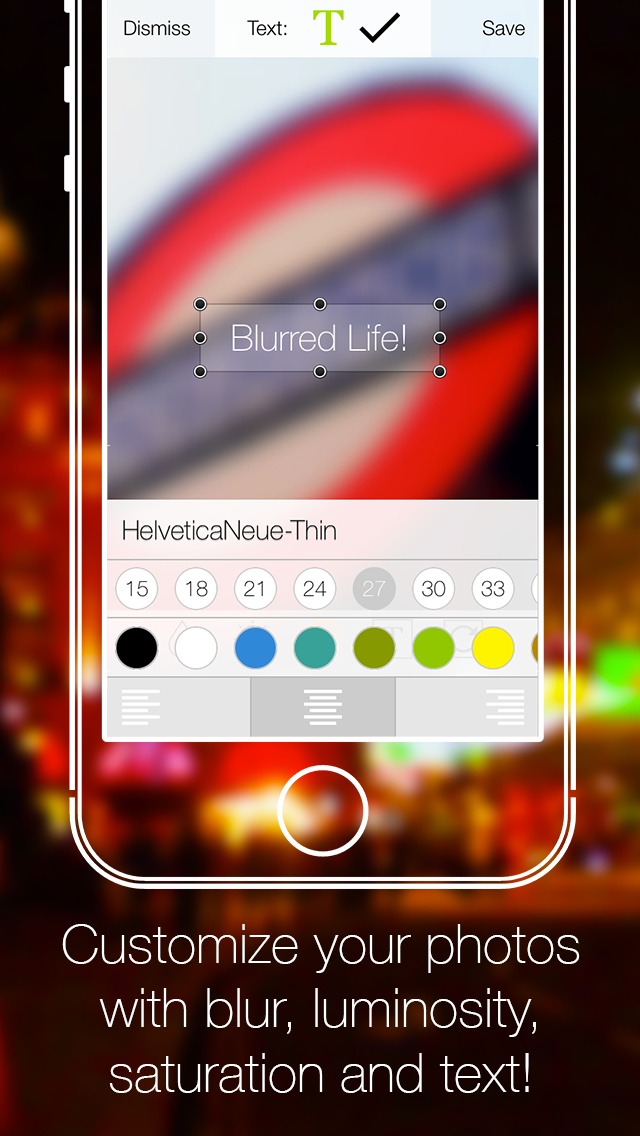 Dismiss Text: T Save
Blurred Life!
HelveticaNeue-Thin
15 18 21 24 27 30 33
Customize your photos
with blur, luminosity,
saturation and text!